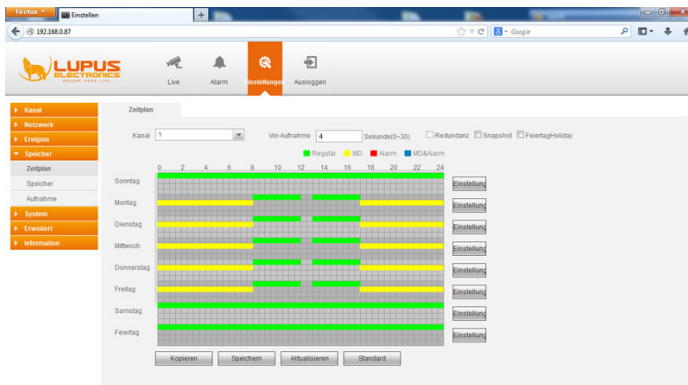 Firefox
Einstellen
192.168.0.87
Google
LUPUS
ELECTRONICS
Live
Alarm
Einstellungen
Ausloggen
Kanal
Netzwerk
Ereignis
Speicher
Zeitplan
Speicher
Aufnahme
System
Erweitert
Information
Zeitplan
Kanal 1 Vor-Aufnahme 4 Sekunde(0~30) Redundanz Snapshot FeiertagHoliday
Regulär MD Alarm MD&Alarm
0 2 4 6 8 10 12 14 16 18 20 22 24
Sonntag Einstellung
Montag Einstellung
Dienstag Einstellung
Mittwoch Einstellung
Donnerstag Einstellung
Freitag Einstellung
Samstag Einstellung
Feiertag Einstellung
Kopieren Speichern Aktualisieren Standard